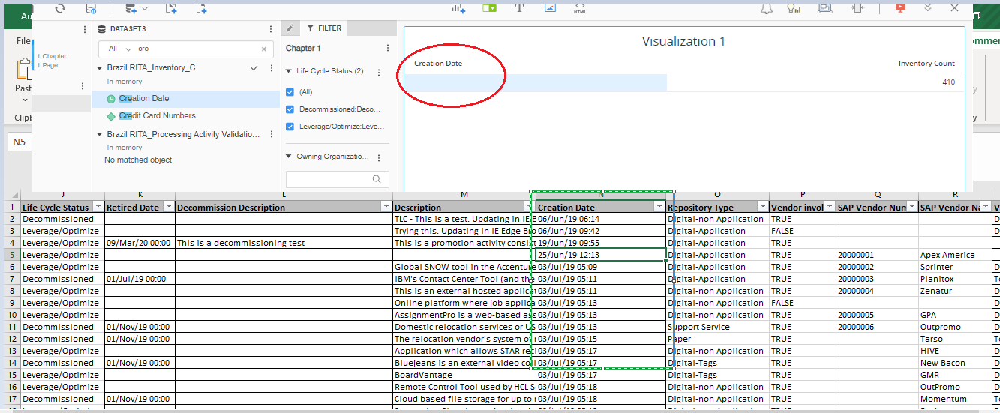 Au
File
Paste
Clipb
N5
1 Chapter
1 Page
DATASETS
All cre
Brazil RITA_Inventory_C
In memory
Creation Date
Credit Card Numbers
Brazil RITA_Processing Activity Validatio...
In memory
No matched object
FILTER
Chapter 1
Life Cycle Status (2)
(All)
Decommissioned:Deco...
Leverage/Optimize:Leve...
Owning Organizatio...
HTML
Visualization 1
Creation Date Inventory Count
410
mmer
J K L M N O P Q R
1 Life Cycle Status Retired Date Decommission Description Description Creation Date Repository Type Vendor invol SAP Vendor Num SAP Vendor Na V
2 Decommissioned TLC - This is a test. Updating in IE E 06/Jun/19 06:14 Digital-non Application TRUE D
3 Leverage/Optimize Trying this. Updating in IE Edge Bro 06/Jun/19 09:42 Digital-non Application FALSE D
4 Leverage/Optimize 09/Mar/20 00:00 This is a decommissioning test This is a promotion activity consist 19/Jun/19 09:55 Digital-Application TRUE
5 Leverage/Optimize 25/Jun/19 12:13 Digital-Application TRUE 20000001 Apex America
6 Leverage/Optimize Global SNOW tool in the Accenture 03/Jul/19 05:09 Digital-Application TRUE 20000002 Sprinter D
7 Decommissioned 01/Jul/19 00:00 IBM's Contact Center Tool (and the 03/Jul/19 05:11 Digital-Application TRUE 20000003 Planitox To
8 Leverage/Optimize This is an external hosted applica 03/Jul/19 05:11 Digital-non Application TRUE 20000004 Zenatur D
9 Leverage/Optimize Online platform where job applica 03/Jul/19 05:13 Digital-non Application FALSE D
10 Leverage/Optimize AssignmentPro is a web-based as 03/Jul/19 05:13 Digital-non Application TRUE 20000005 GPA D
11 Decommissioned 01/Nov/19 00:00 Domestic relocation services or US 03/Jul/19 05:13 Support Service TRUE 20000006 Outpromo D
12 Decommissioned 01/Nov/19 00:00 The relocation vendor's system o 03/Jul/19 05:15 Paper TRUE Tarso To
13 Leverage/Optimize Application which allows STAR rec 03/Jul/19 05:17 Digital-non Application TRUE HIVE D
14 Decommissioned 01/Nov/19 00:00 Bluejeans is an external video col 03/Jul/19 05:17 Digital-Tags TRUE New Bacon D
15 Leverage/Optimize BoardVantage 03/Jul/19 05:17 Digital-Tags TRUE GMR D
16 Leverage/Optimize Remote Control Tool used by HCL S 03/Jul/19 05:18 Digital-non Application TRUE OutPromo D
17 Decommissioned 01/Nov/19 00:00 Cloud based file storage for up to 03/Jul/19 05:18 Digital-non Application TRUE Momentum To